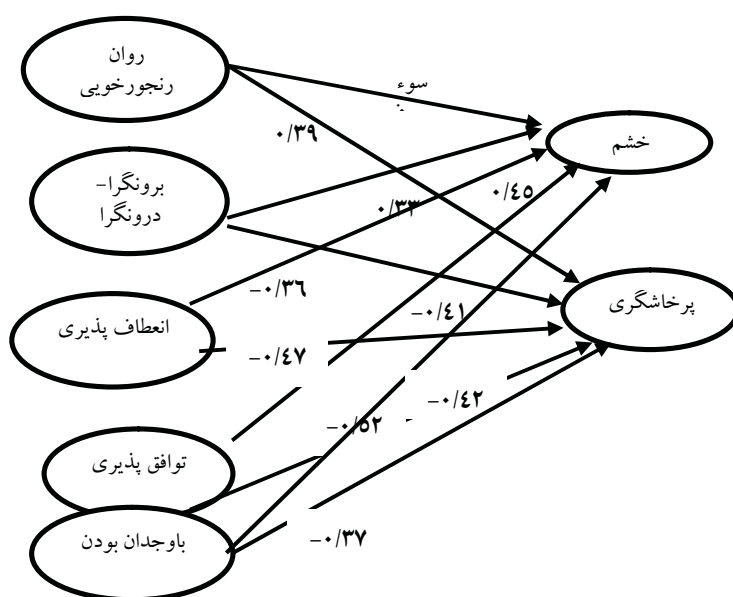 روان
رنجورخویی
سوء
۰/۳۹
خشم
برونگرا-
درونگرا
۰/۴۵
۰/۳۳
-۰/۳۶
پرخاشگری
-۰/۴۱
انعطاف پذیری
-۰/۴۷
-۰/۴۲
-۰/۵۲
توافق پذیری
باوجدان بودن
-۰/۳۷